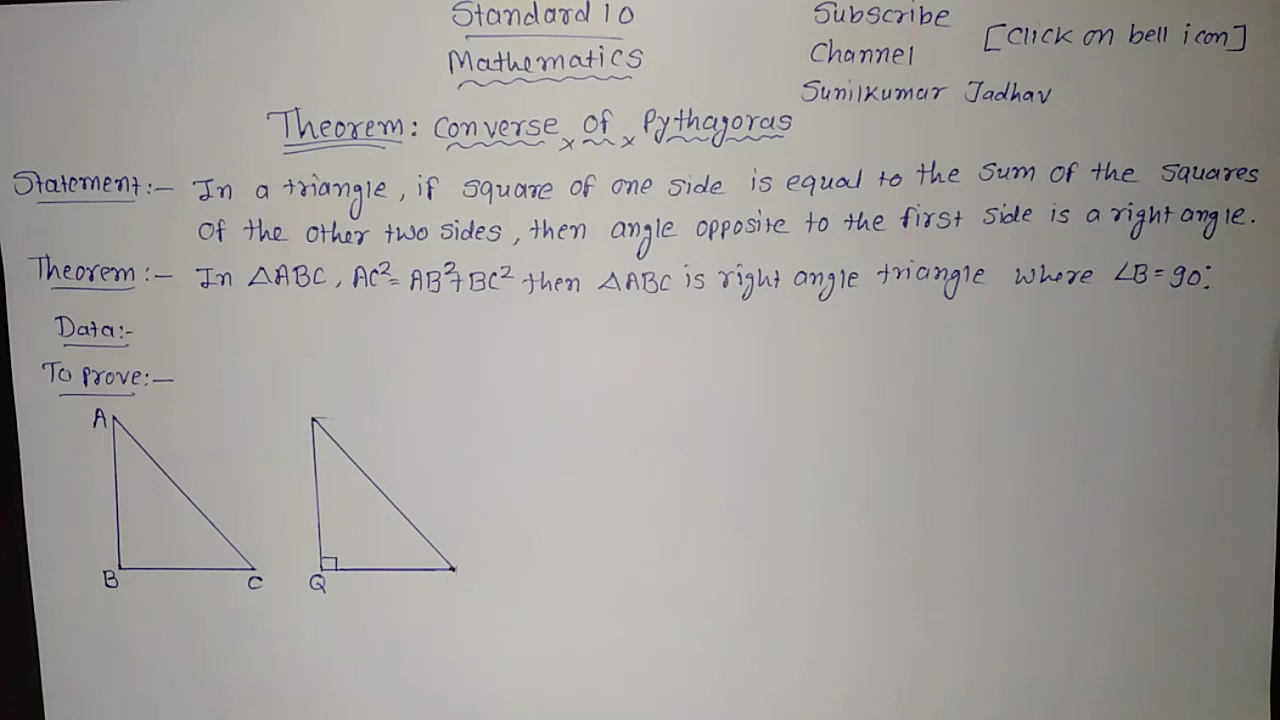 Standard 10
Mathematics
Subscribe
Channel
Sunilkumar Jadhav
[Click on bell icon]
Theorem: Converse of Pythagoras
Statement:- In a triangle, if square of one side is equal to the sum of the squares
of the other two sides, then angle opposite to the first side is a right angle.
Theorem:- In △ABC, AC²= AB²+BC² then △ABC is right angle triangle where ∠B=90°.
Data:-
To prove:-
A
B
C
Q